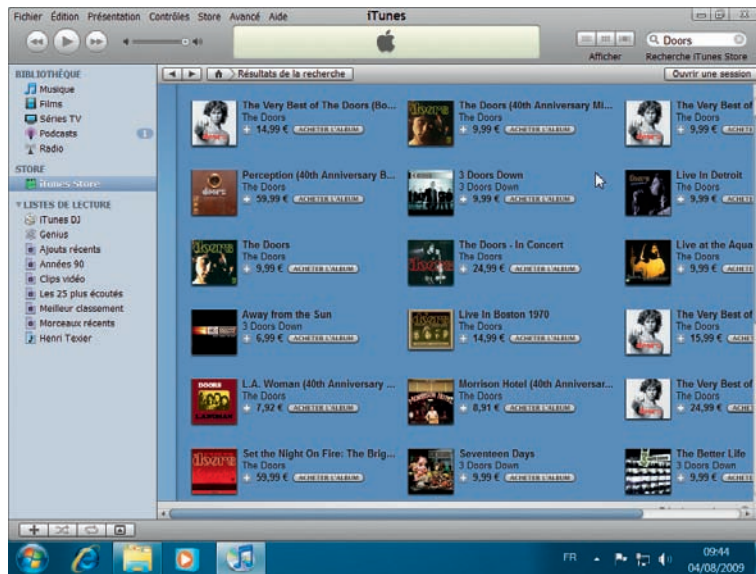 Fichier Édition Présentation Contrôles Store Avancé Aide
iTunes
Doors
Afficher
Recherche iTunes Store
BIBLIOTHÈQUE
Musique
Films
Séries TV
Podcasts 1
Radio
STORE
iTunes Store
LISTES DE LECTURE
iTunes DJ
Genius
Ajouts récents
Années 90
Clips vidéo
Les 25 plus écoutés
Meilleur classement
Morceaux récents
Henri Texier
Résultats de la recherche
Ouvrir une session
The Very Best of The Doors (Bo...
The Doors
14,99 € ACHETER L'ALBUM
The Doors (40th Anniversary Mi...
The Doors
9,99 € ACHETER L'ALBUM
The Very Best of
The Doors
9,99 € ACHETE
Perception (40th Anniversary B...
The Doors
59,99 € ACHETER L'ALBUM
3 Doors Down
3 Doors Down
9,99 € ACHETER L'ALBUM
Live In Detroit
The Doors
9,99 € ACHETE
The Doors
The Doors
9,99 € ACHETER L'ALBUM
The Doors - In Concert
The Doors
24,99 € ACHETER L'ALBUM
Live at the Aqua
The Doors
9,99 € ACHETE
Away from the Sun
3 Doors Down
6,99 € ACHETER L'ALBUM
Live In Boston 1970
The Doors
14,99 € ACHETER L'ALBUM
The Very Best of
The Doors
15,99 € ACHET
L.A. Woman (40th Anniversary ...
The Doors
7,92 € ACHETER L'ALBUM
Morrison Hotel (40th Anniversar...
The Doors
8,91 € ACHETER L'ALBUM
The Very Best of
The Doors
24,99 € ACHET
Set the Night On Fire: The Brig...
The Doors
59,99 € ACHETER L'ALBUM
Seventeen Days
3 Doors Down
9,99 € ACHETER L'ALBUM
The Better Life
3 Doors Down
9,99 € ACHETE
FR
09:44
04/08/2009